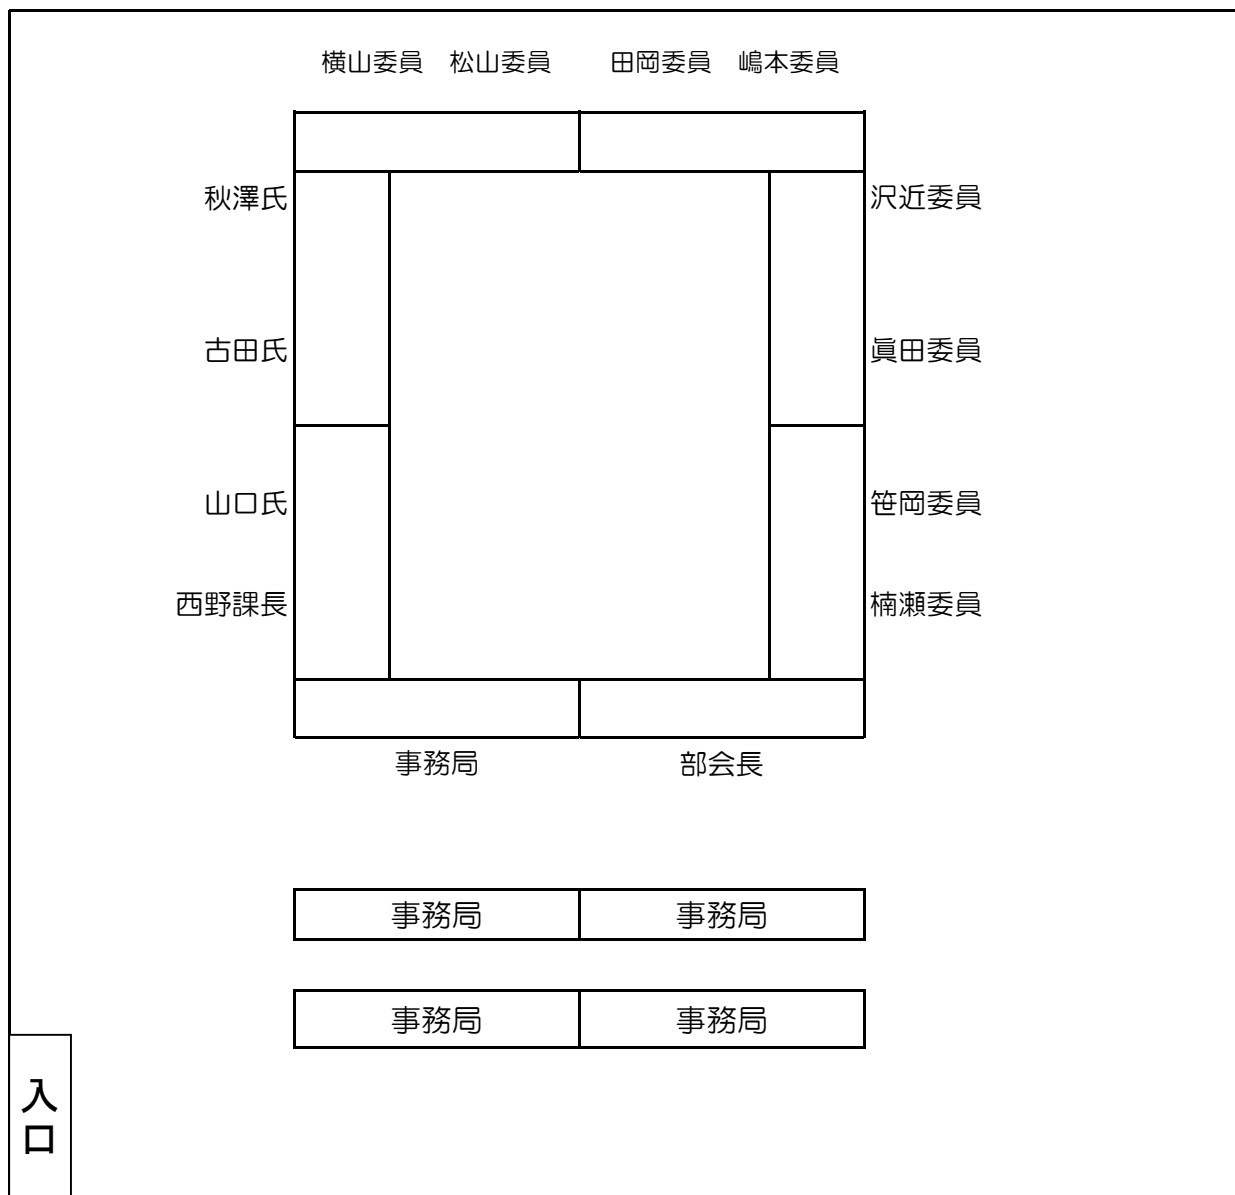 横山委員 松山委員 田岡委員 嶋本委員
秋澤氏 沢近委員
古田氏 眞田委員
山口氏 笹岡委員
西野課長 楠瀬委員
事務局 部会長
事務局 事務局
事務局 事務局
入口